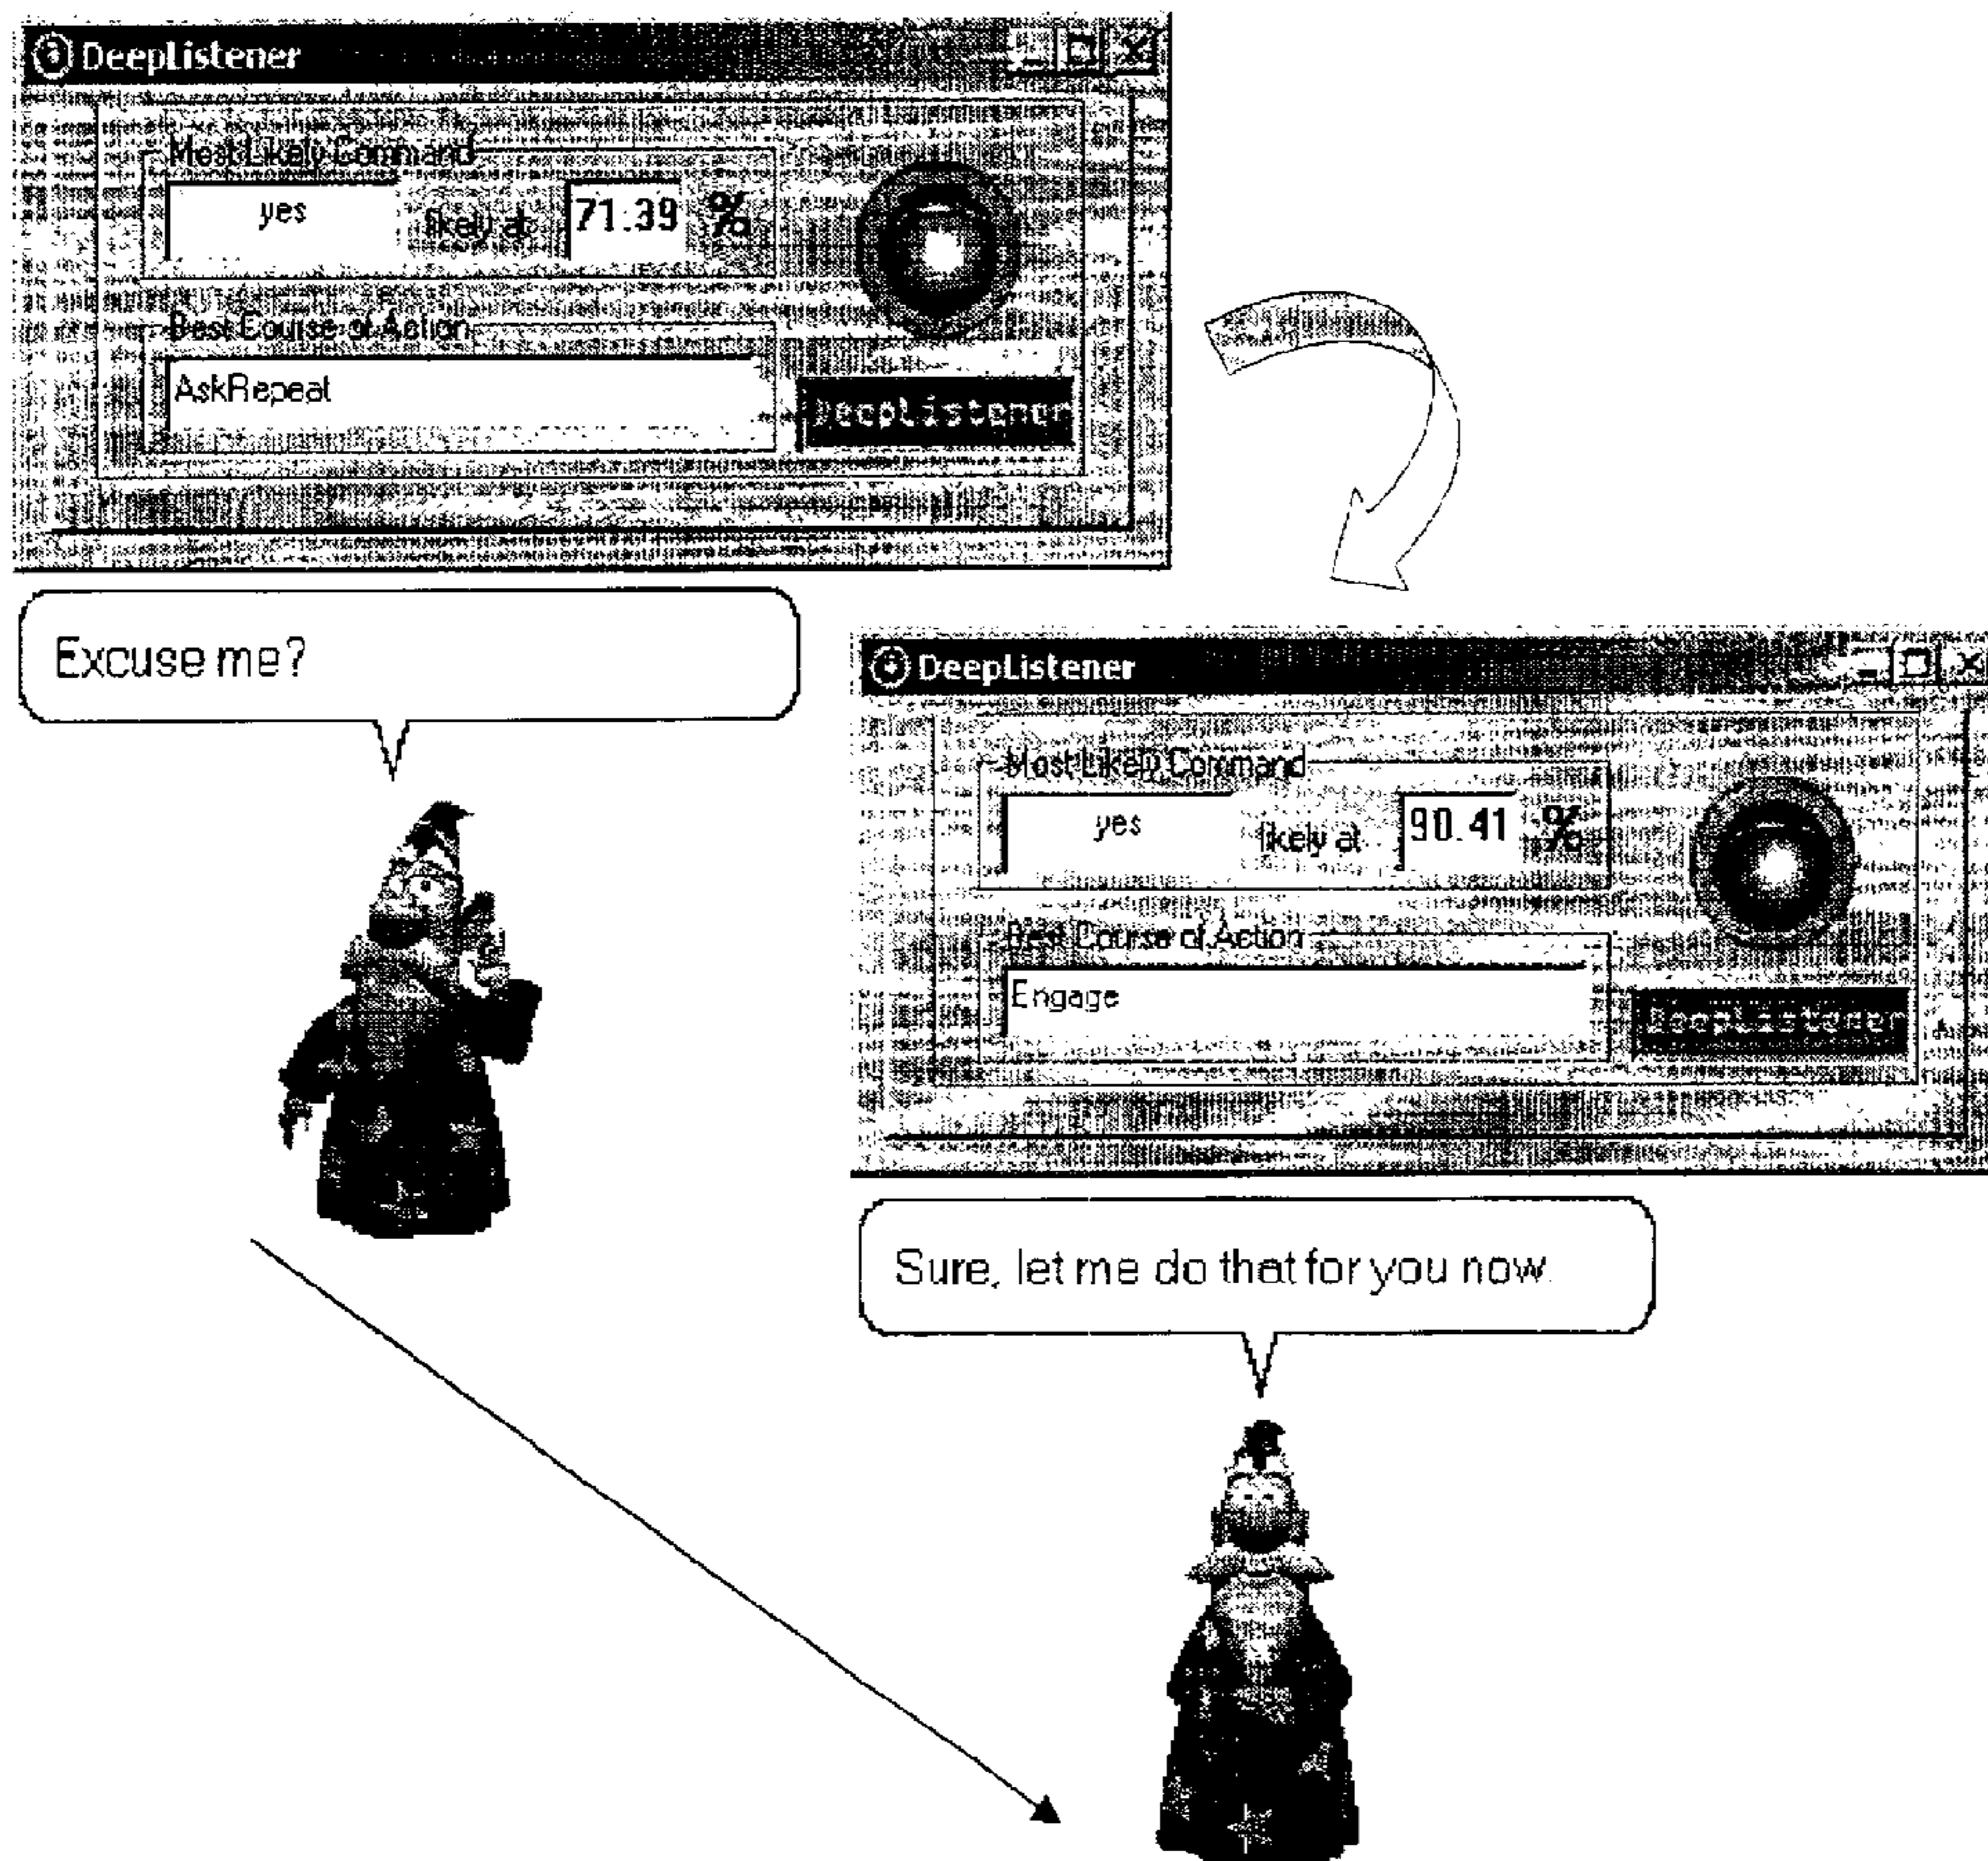 DeepListener
Most Likely Command
yes likely at 71.39 %
Best Course of Action
AskRepeat
DeepListener
Excuse me?
DeepListener
Most Likely Command
yes likely at 90.41 %
Best Course of Action
Engage
DeepListener
Sure, let me do that for you now.